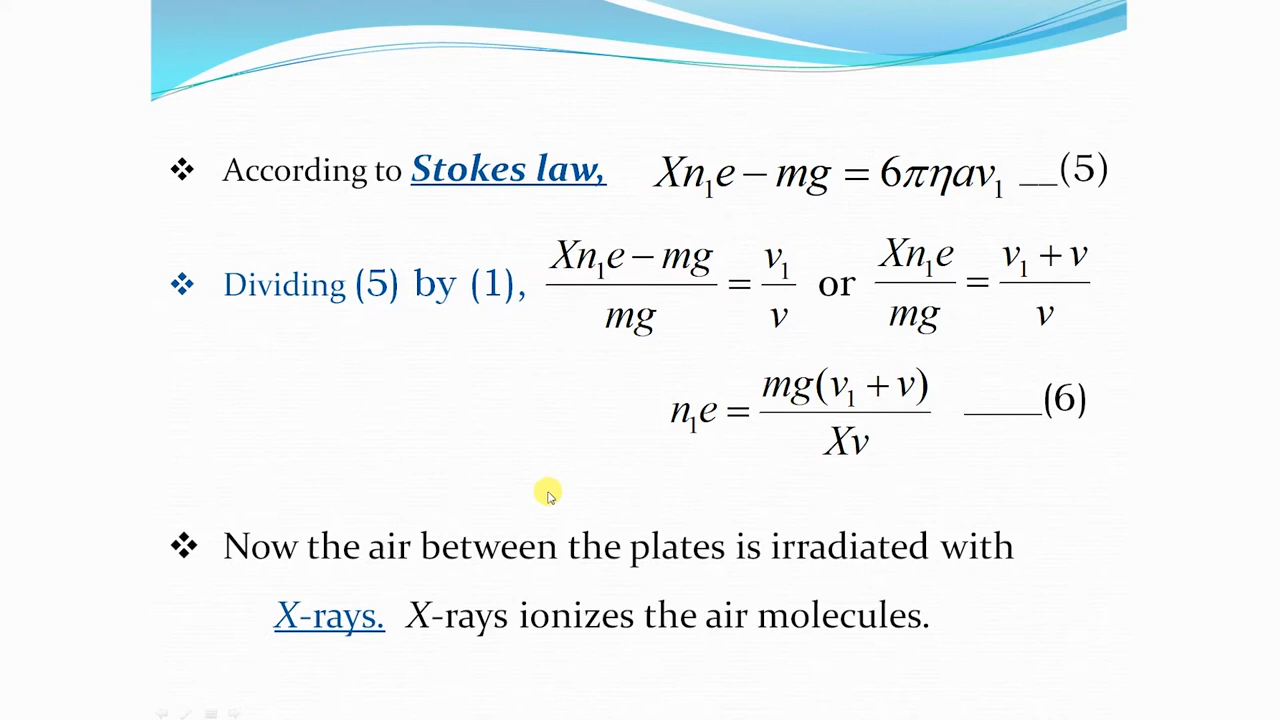 ❖ According to Stokes law, Xn₁e − mg = 6πηav₁ __(5)
❖ Dividing (5) by (1), (Xn₁e − mg)/mg = v₁/v or Xn₁e/mg = (v₁ + v)/v
n₁e = mg(v₁ + v)/Xv ____(6)
❖ Now the air between the plates is irradiated with
X-rays. X-rays ionizes the air molecules.